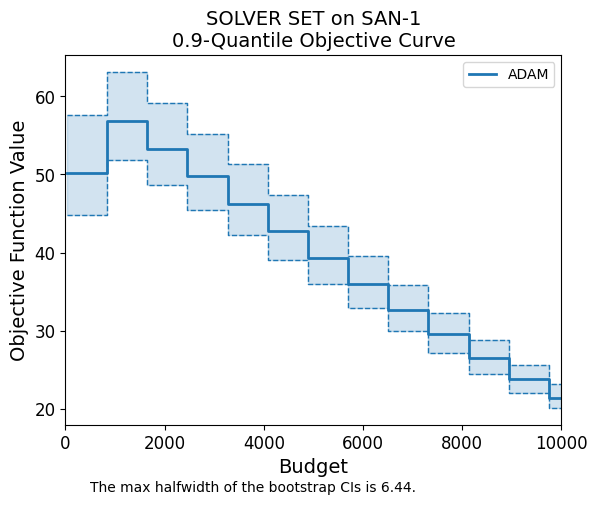 SOLVER SET on SAN-1
0.9-Quantile Objective Curve
ADAM
Objective Function Value
60
50
40
30
20
0 2000 4000 6000 8000 10000
Budget
The max halfwidth of the bootstrap CIs is 6.44.